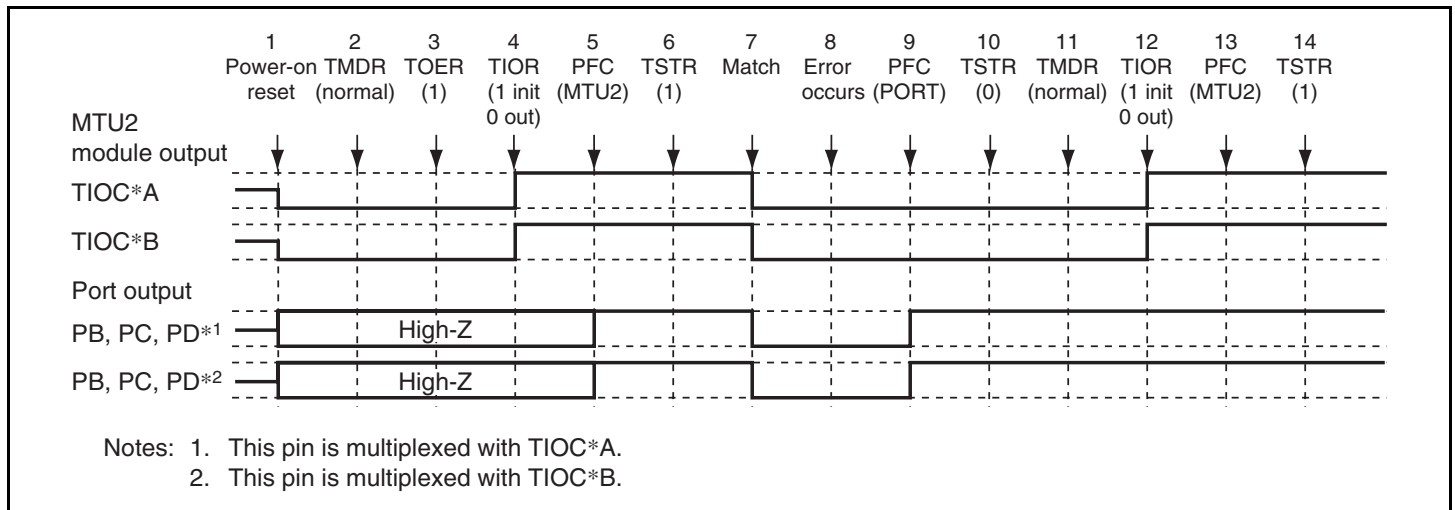 1 2 3 4 5 6 7 8 9 10 11 12 13 14
Power-on TMDR TOER TIOR PFC TSTR Match Error PFC TSTR TMDR TIOR PFC TSTR
reset (normal) (1) (1 init (MTU2) (1) occurs (PORT) (0) (normal) (1 init (MTU2) (1)
0 out) 0 out)
MTU2
module output
TIOC*A
TIOC*B
Port output
PB, PC, PD*1 High-Z
PB, PC, PD*2 High-Z
Notes: 1. This pin is multiplexed with TIOC*A.
2. This pin is multiplexed with TIOC*B.